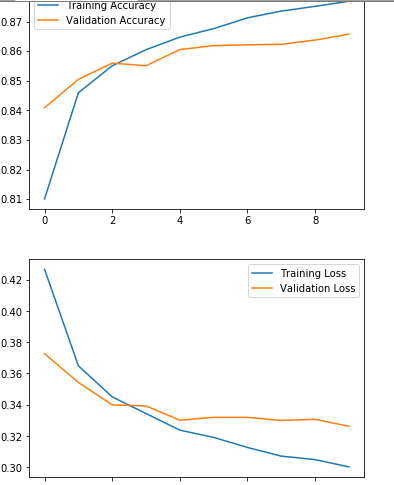 Training Accuracy
Validation Accuracy
0.87
0.86
0.85
0.84
0.83
0.82
0.81
0 2 4 6 8
Training Loss
Validation Loss
0.42
0.40
0.38
0.36
0.34
0.32
0.30